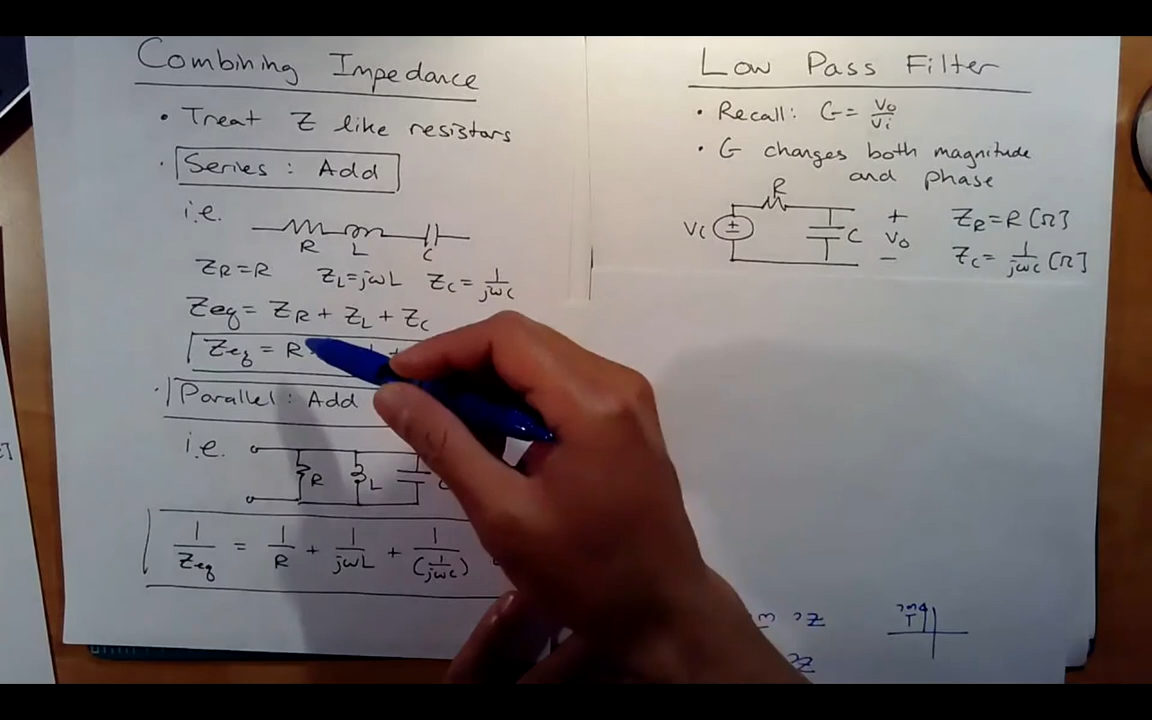 Combining Impedance
• Treat Z like resistors
• Series : Add
i.e.
R L C
Z_R=R Z_L=jωL Z_C=1/jωC
Zeq= Z_R + Z_L + Z_C
Zeq = R
• Parallel : Add
i.e.
R L C
1/Zeq = 1/R + 1/jωL + 1/(1/jωC)
Low Pass Filter
• Recall: G=Vo/Vi
• G changes both magnitude
and phase
R
Vi C + Vo − Z_R=R [Ω]
Z_C=1/jωC [Ω]